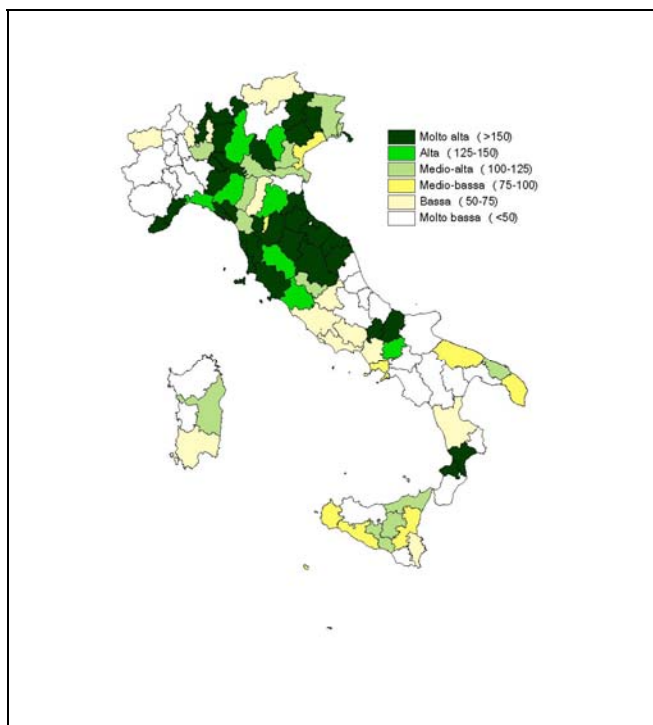 Molto alta (>150)
Alta (125-150)
Medio-alta (100-125)
Medio-bassa (75-100)
Bassa (50-75)
Molto bassa (<50)